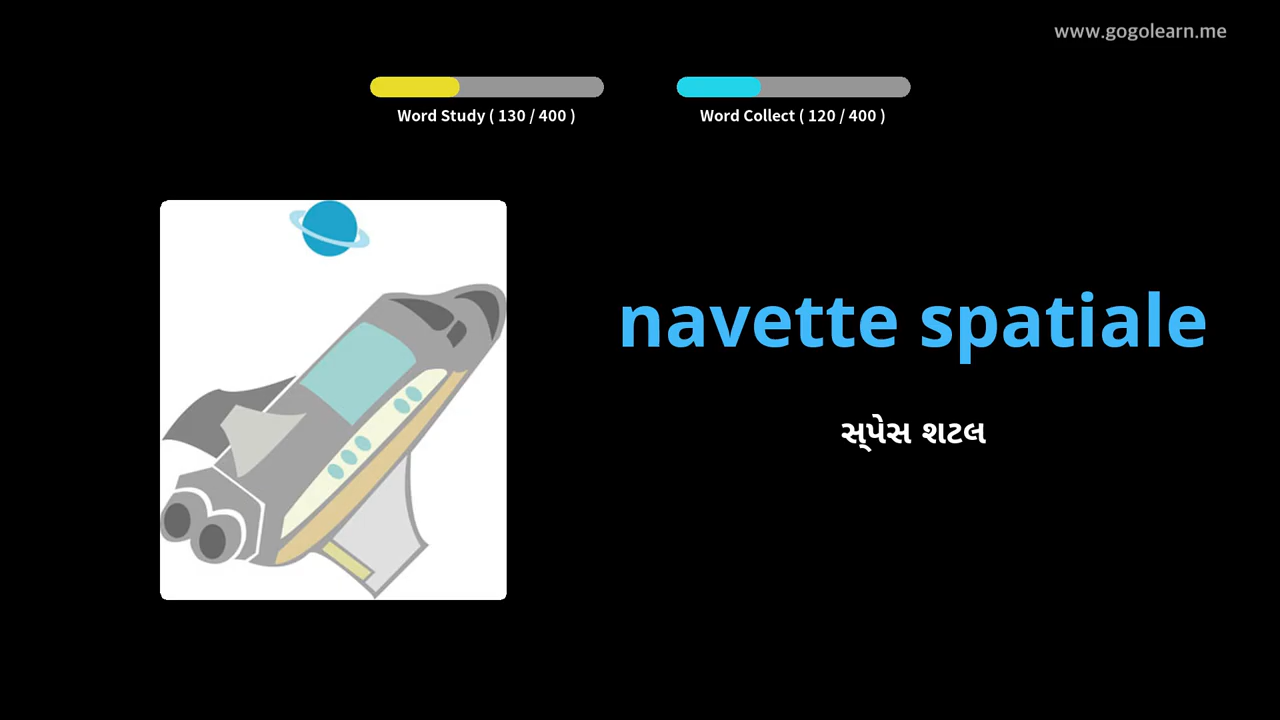 www.gogolearn.me
Word Study ( 130 / 400 )
Word Collect ( 120 / 400 )
navette spatiale
સ્પેસ શટલ